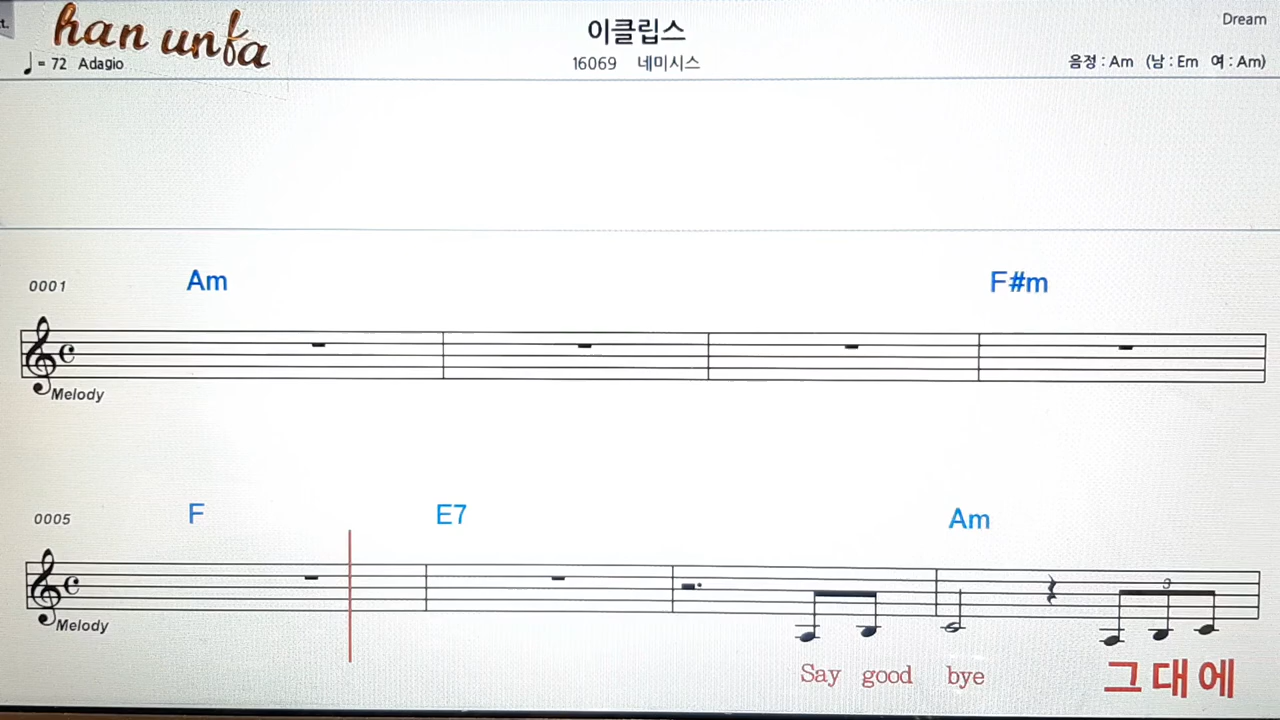 t.
han unfa
이클립스
Dream
♩= 72 Adagio
16069 네미시스
음정 : Am (남 : Em 여 : Am)
0001
Am
F#m
Melody
0005
F
E7
Am
Melody
3
Say good bye 그 대 에